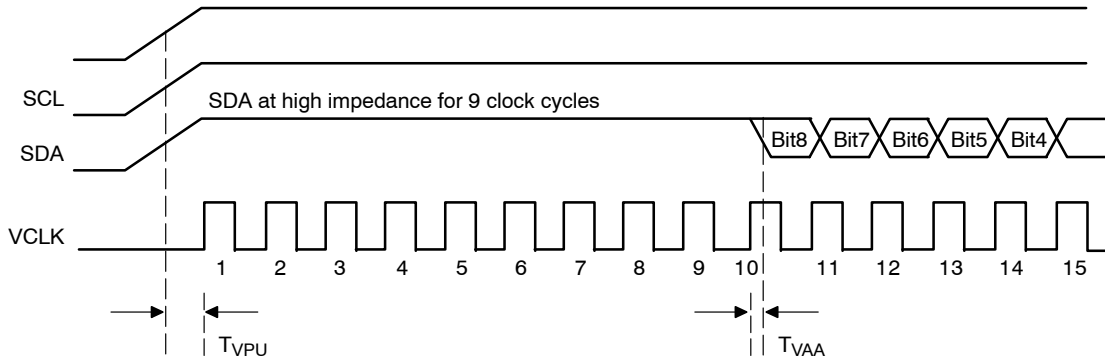 SCL
SDA at high impedance for 9 clock cycles
SDA
Bit8 Bit7 Bit6 Bit5 Bit4
VCLK
1 2 3 4 5 6 7 8 9 10 11 12 13 14 15
TVPU TVAA